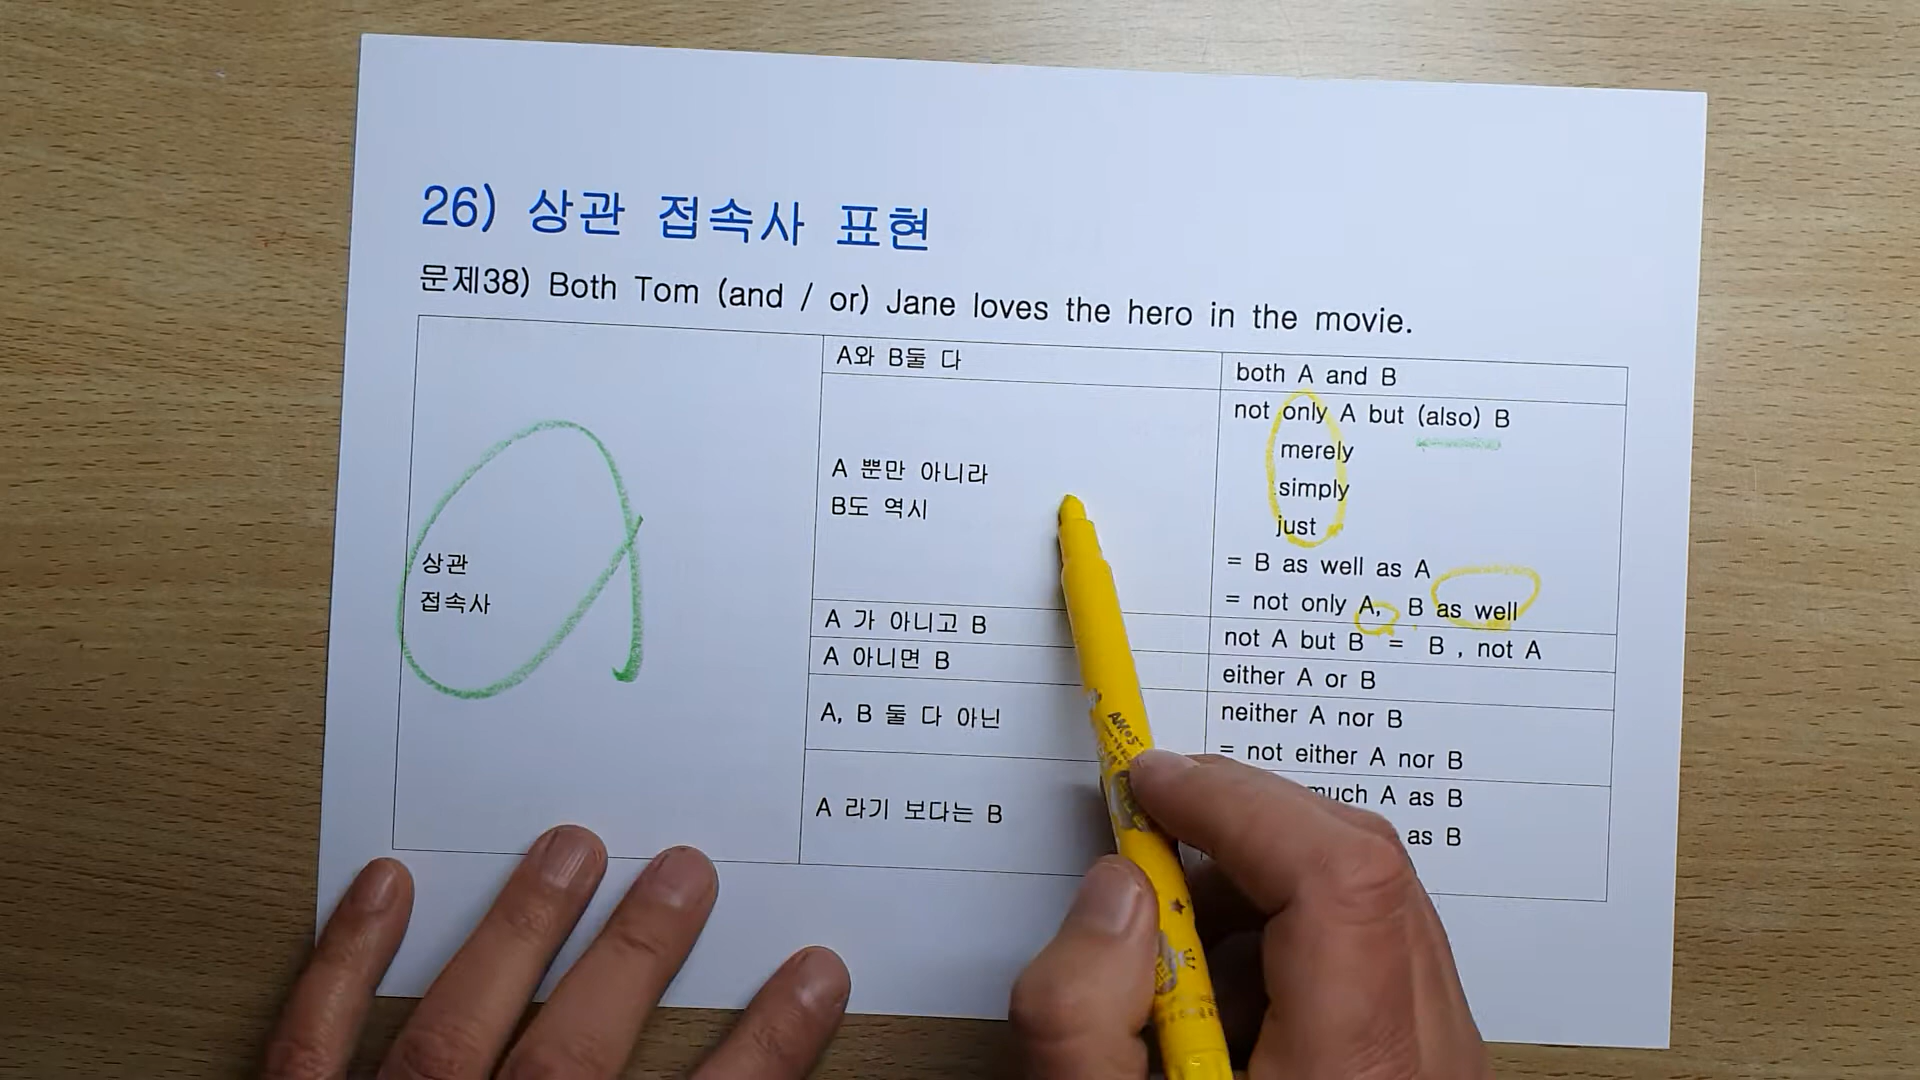 26) 상관 접속사 표현
문제38) Both Tom (and / or) Jane loves the hero in the movie.
상관
접속사
A와 B둘 다
both A and B
A 뿐만 아니라
B도 역시
not only A but (also) B
merely
simply
just
= B as well as A
= not only A, B as well
A 가 아니고 B
not A but B = B , not A
A 아니면 B
either A or B
A, B 둘 다 아닌
neither A nor B
= not either A nor B
A 라기 보다는 B
much A as B
as B
AMOS